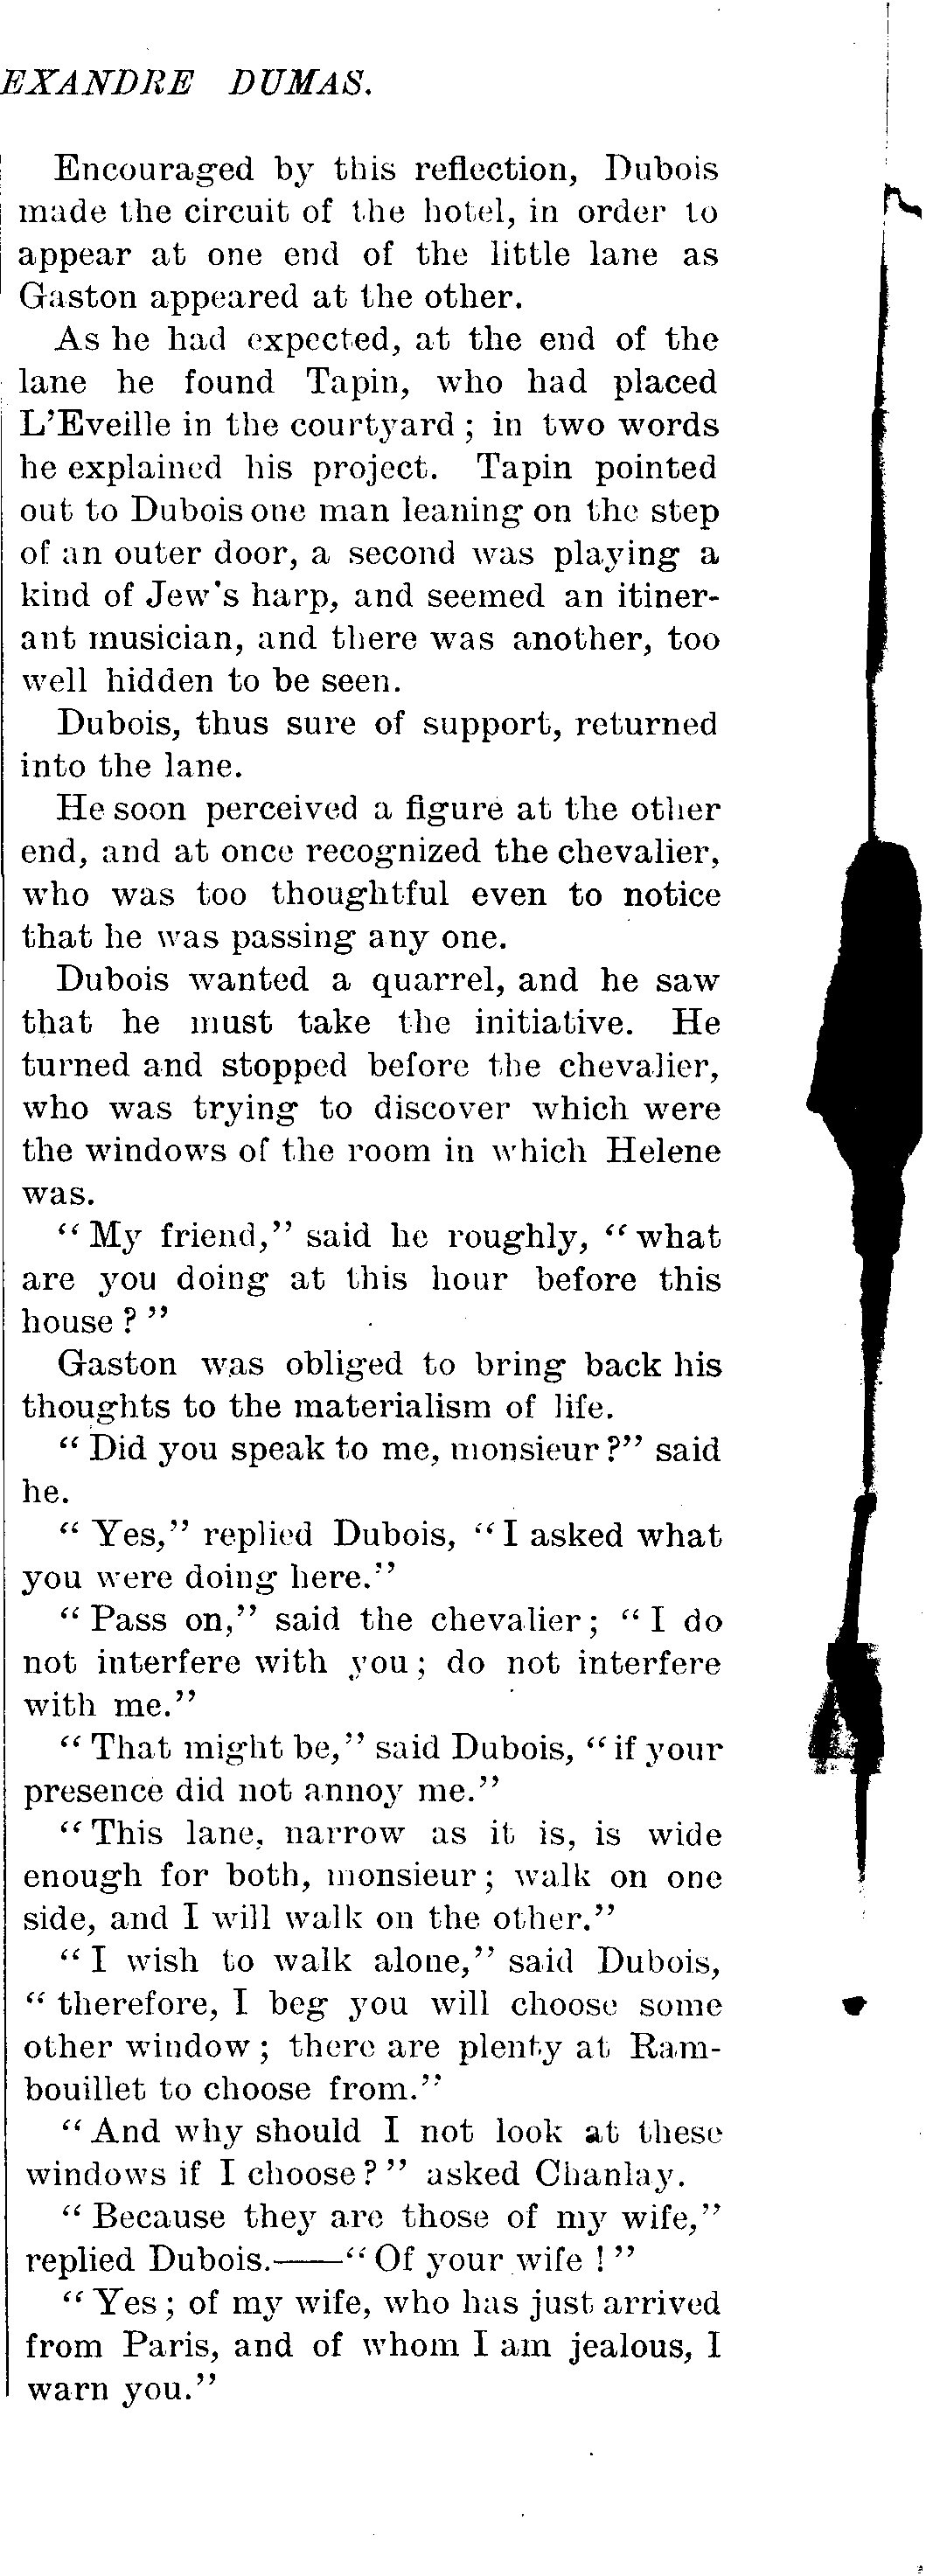 EXANDRE DUMAS.
Encouraged by this reflection, Dubois
made the circuit of the hotel, in order to
appear at one end of the little lane as
Gaston appeared at the other.
As he had expected, at the end of the
lane he found Tapin, who had placed
L'Eveille in the courtyard ; in two words
he explained his project. Tapin pointed
out to Dubois one man leaning on the step
of an outer door, a second was playing a
kind of Jew's harp, and seemed an itiner-
ant musician, and there was another, too
well hidden to be seen.
Dubois, thus sure of support, returned
into the lane.
He soon perceived a figure at the other
end, and at once recognized the chevalier,
who was too thoughtful even to notice
that he was passing any one.
Dubois wanted a quarrel, and he saw
that he must take the initiative. He
turned and stopped before the chevalier,
who was trying to discover which were
the windows of the room in which Helene
was.
“ My friend,” said he roughly, “ what
are you doing at this hour before this
house ? ”
Gaston was obliged to bring back his
thoughts to the materialism of life.
“ Did you speak to me, monsieur ?” said
he.
“ Yes,” replied Dubois, “ I asked what
you were doing here.”
“ Pass on,” said the chevalier ; “ I do
not interfere with you ; do not interfere
with me.”
“ That might be,” said Dubois, “ if your
presence did not annoy me.”
“ This lane, narrow as it is, is wide
enough for both, monsieur ; walk on one
side, and I will walk on the other.”
“ I wish to walk alone,” said Dubois,
“ therefore, I beg you will choose some
other window ; there are plenty at Ram-
bouillet to choose from.”
“ And why should I not look at these
windows if I choose ? ” asked Chanlay.
“ Because they are those of my wife,”
replied Dubois.——“ Of your wife ! ”
“ Yes ; of my wife, who has just arrived
from Paris, and of whom I am jealous, I
warn you.”